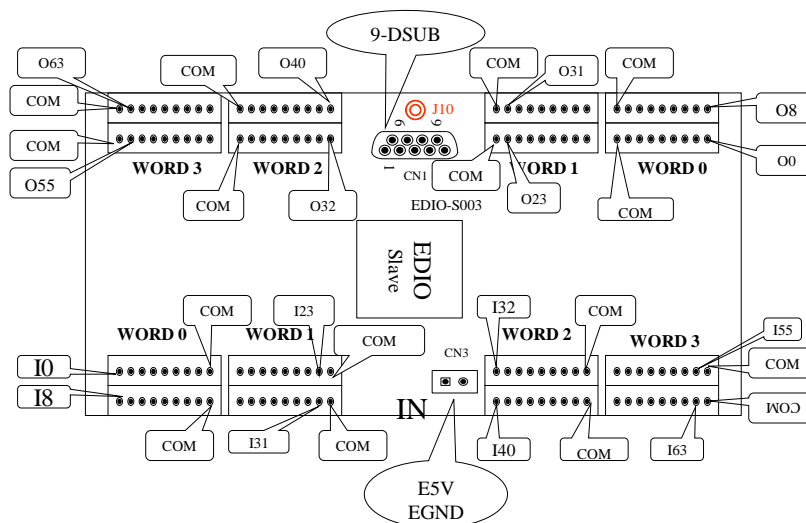 9-DSUB
O63
COM
O40
COM
O31
COM
COM
J10
O8
COM
6
9
COM
WORD 3
COM
WORD 2
1
CN1
COM
WORD 1
WORD 0
O0
O55
COM
O32
EDIO-S003
O23
COM
EDIO
Slave
COM
I23
I32
COM
WORD 0
WORD 1
COM
CN3
WORD 2
WORD 3
I55
COM
I0
I8
IN
COM
COM
I31
COM
I40
COM
I63
E5V
EGND